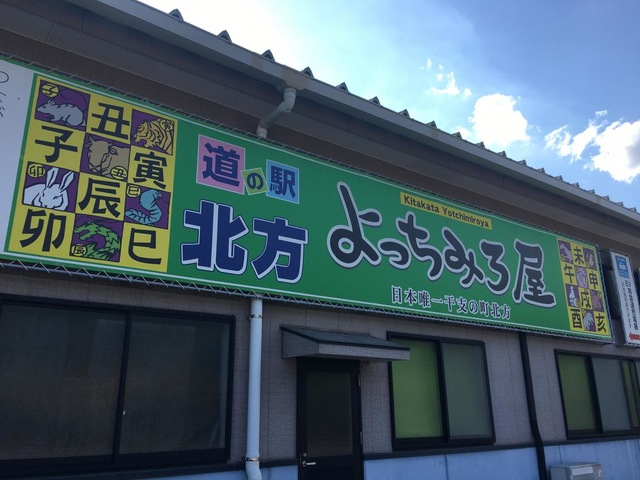 子 丑 寅
卯 辰 巳
道の駅
北方
Kitakata Yotchimiroya
よっちみろ屋
日本唯一干支の町北方
午 未 申
酉 戌 亥